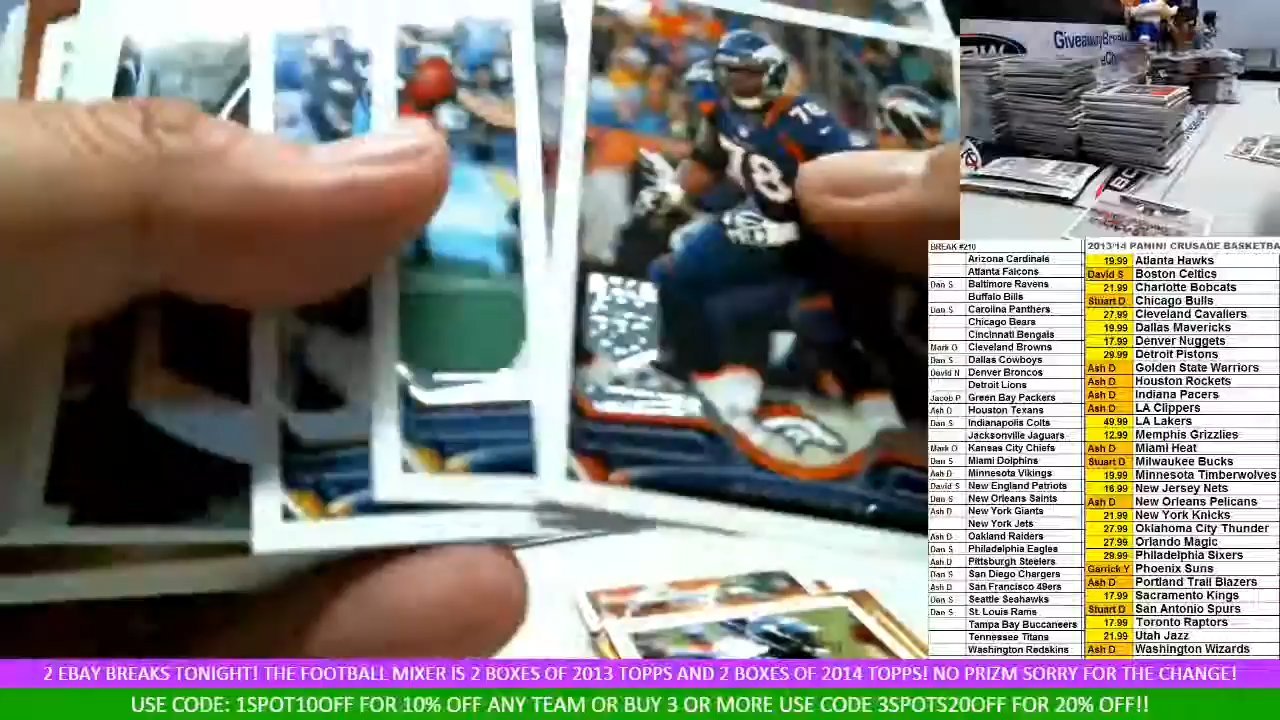 GiveawayBreak
78
BREAK #210
Arizona Cardinals
Atlanta Falcons
Dan S Baltimore Ravens
Buffalo Bills
Dan S Carolina Panthers
Chicago Bears
Cincinnati Bengals
Mark O Cleveland Browns
Dan S Dallas Cowboys
David N Denver Broncos
Detroit Lions
Jacob P Green Bay Packers
Ash D Houston Texans
Dan S Indianapolis Colts
Jacksonville Jaguars
Mark O Kansas City Chiefs
Dan S Miami Dolphins
Ash D Minnesota Vikings
David S New England Patriots
Dan S New Orleans Saints
Ash D New York Giants
New York Jets
Ash D Oakland Raiders
Dan S Philadelphia Eagles
Ash D Pittsburgh Steelers
Dan S San Diego Chargers
Ash D San Francisco 49ers
Dan S Seattle Seahawks
Dan S St. Louis Rams
Tampa Bay Buccaneers
Tennessee Titans
Washington Redskins
2013/14 PANINI CRUSADE BASKETBA
19.99 Atlanta Hawks
David S Boston Celtics
21.99 Charlotte Bobcats
Stuart D Chicago Bulls
27.99 Cleveland Cavaliers
19.99 Dallas Mavericks
17.99 Denver Nuggets
29.99 Detroit Pistons
Ash D Golden State Warriors
Ash D Houston Rockets
Ash D Indiana Pacers
Ash D LA Clippers
49.99 LA Lakers
12.99 Memphis Grizzlies
Ash D Miami Heat
Stuart D Milwaukee Bucks
19.99 Minnesota Timberwolves
16.99 New Jersey Nets
Ash D New Orleans Pelicans
21.99 New York Knicks
27.99 Oklahoma City Thunder
27.99 Orlando Magic
29.99 Philadelphia Sixers
Garrick Y Phoenix Suns
Ash D Portland Trail Blazers
17.99 Sacramento Kings
Stuart D San Antonio Spurs
17.99 Toronto Raptors
21.99 Utah Jazz
Ash D Washington Wizards
2 EBAY BREAKS TONIGHT! THE FOOTBALL MIXER IS 2 BOXES OF 2013 TOPPS AND 2 BOXES OF 2014 TOPPS! NO PRIZM SORRY FOR THE CHANGE!
USE CODE: 1SPOT10OFF FOR 10% OFF ANY TEAM OR BUY 3 OR MORE USE CODE 3SPOTS20OFF FOR 20% OFF!!